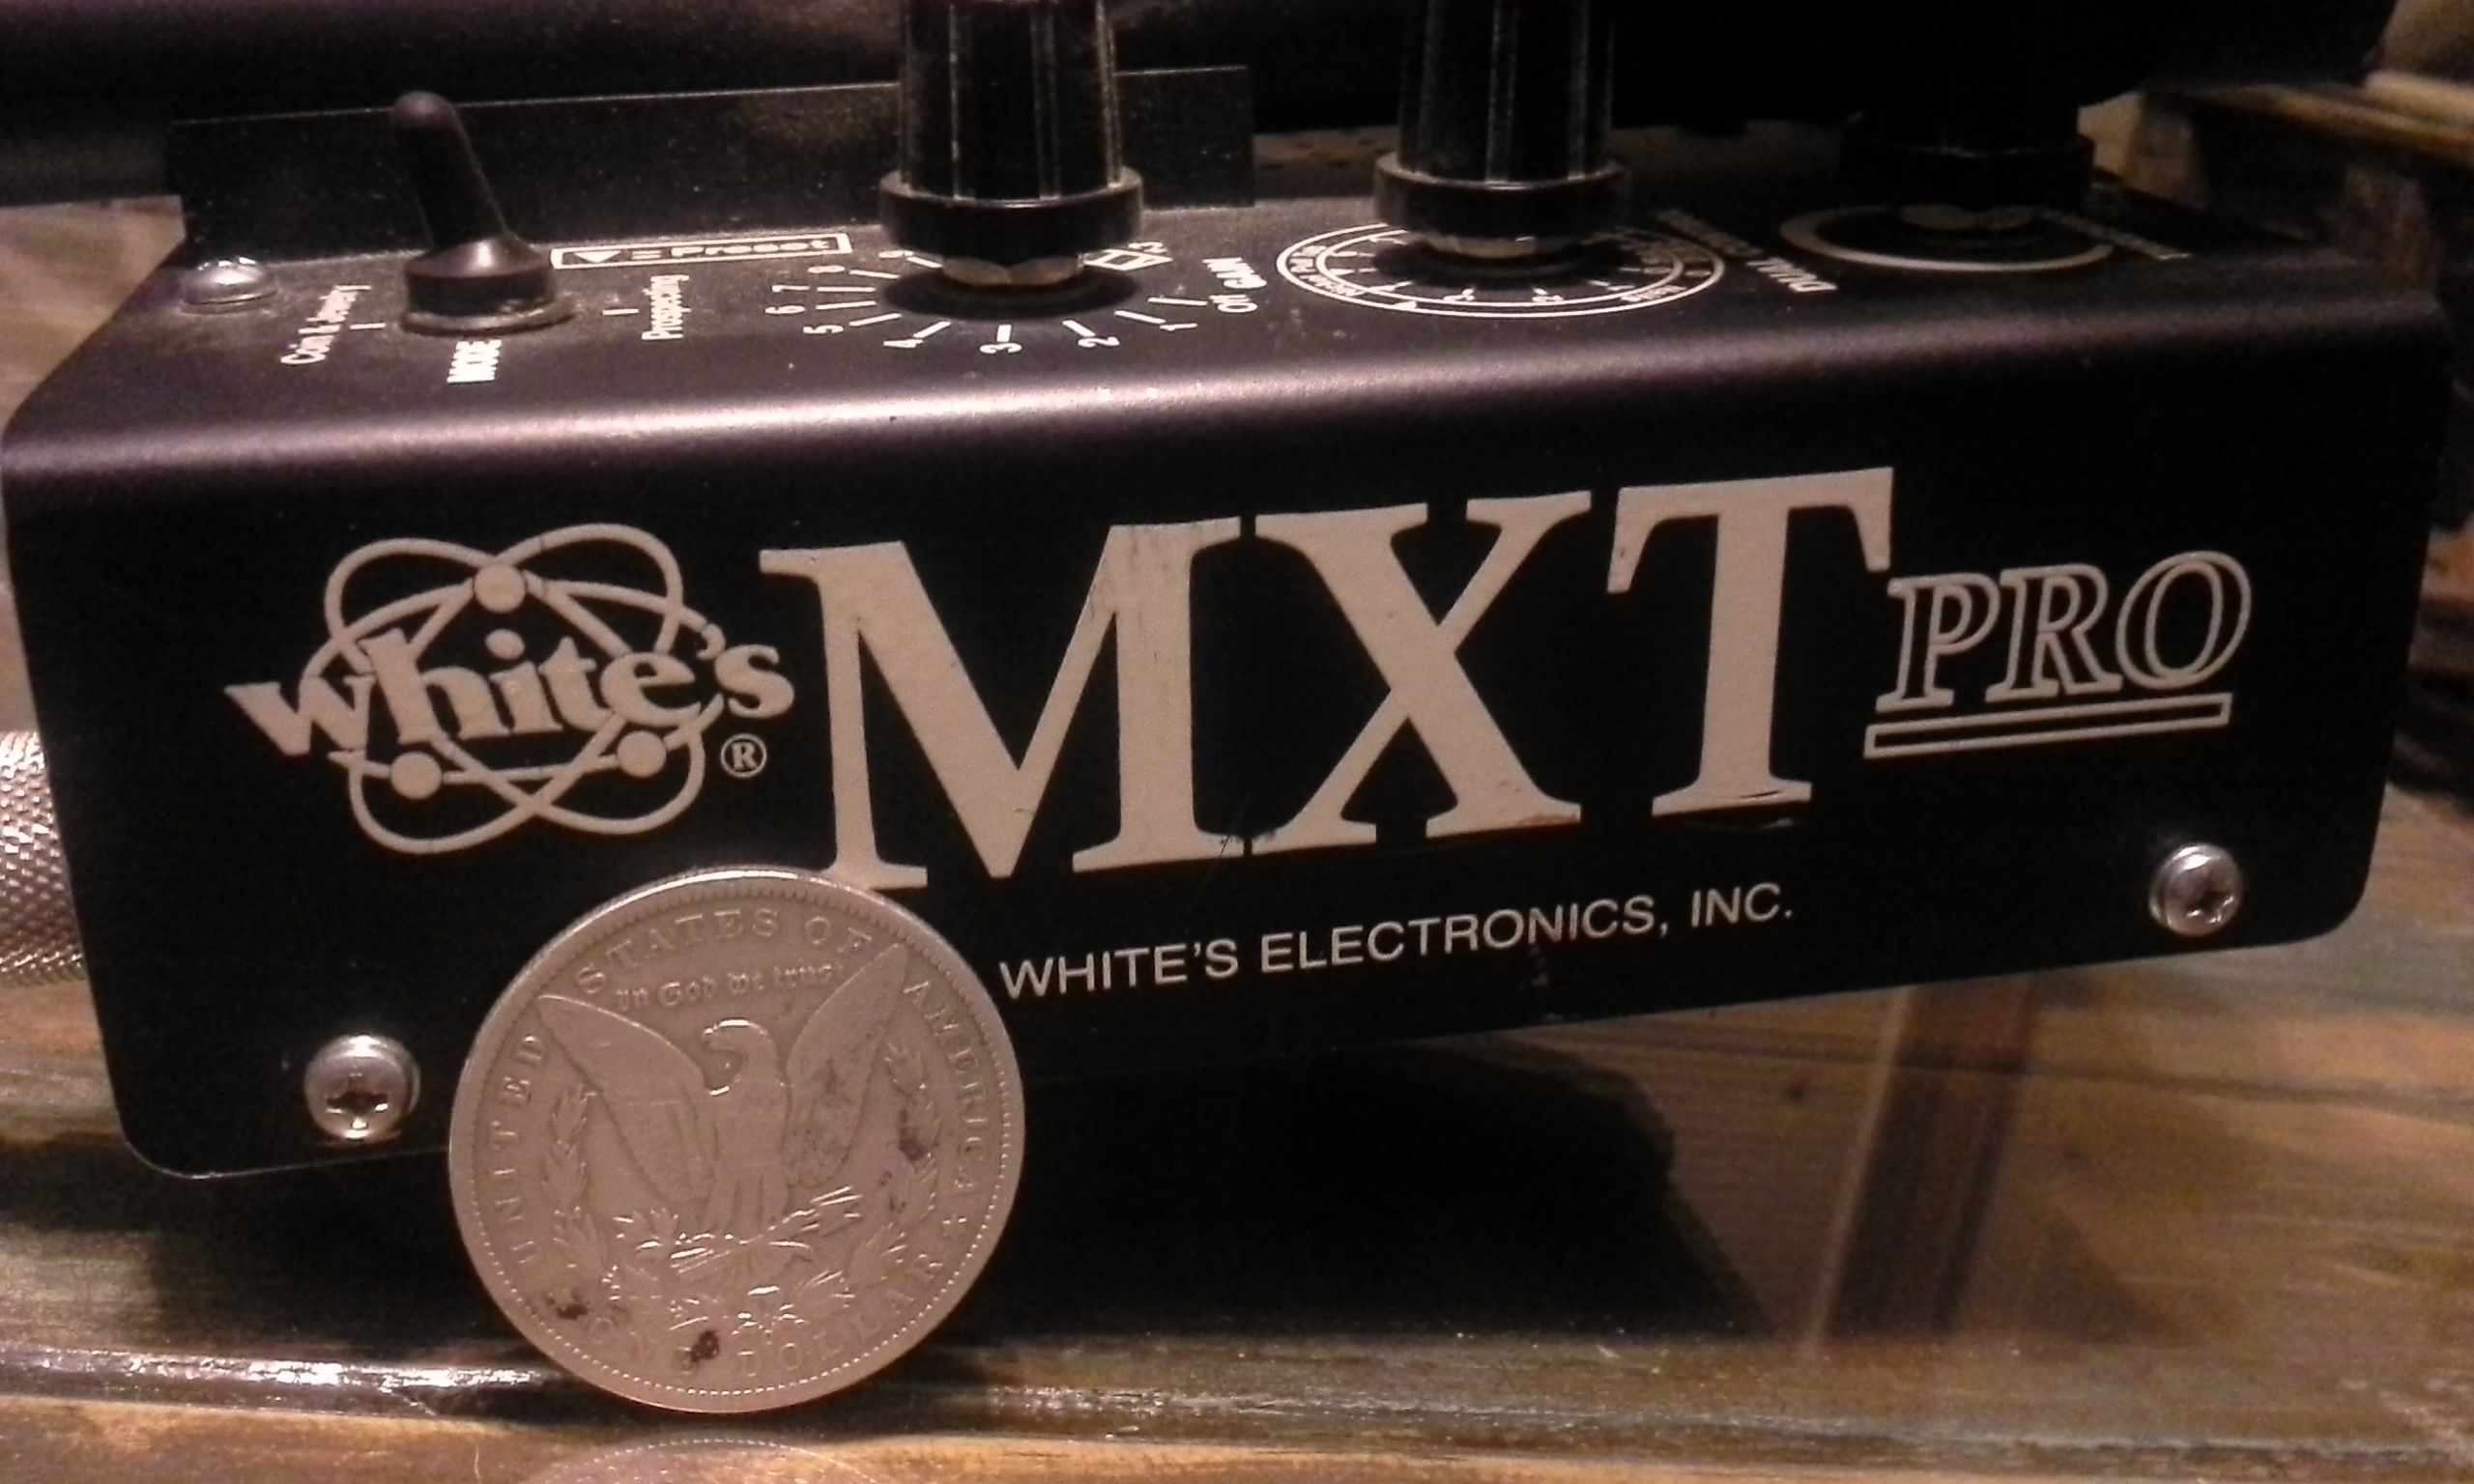 Coin & Jewelry
MODE
Prospecting
▼ = Preset
9
8
7
6
5
4
3
2
1
Off GAIN
DUAL
white's ®
MXT PRO
WHITE'S ELECTRONICS, INC.
UNITED STATES OF AMERICA
In God we trust
ONE DOLLAR